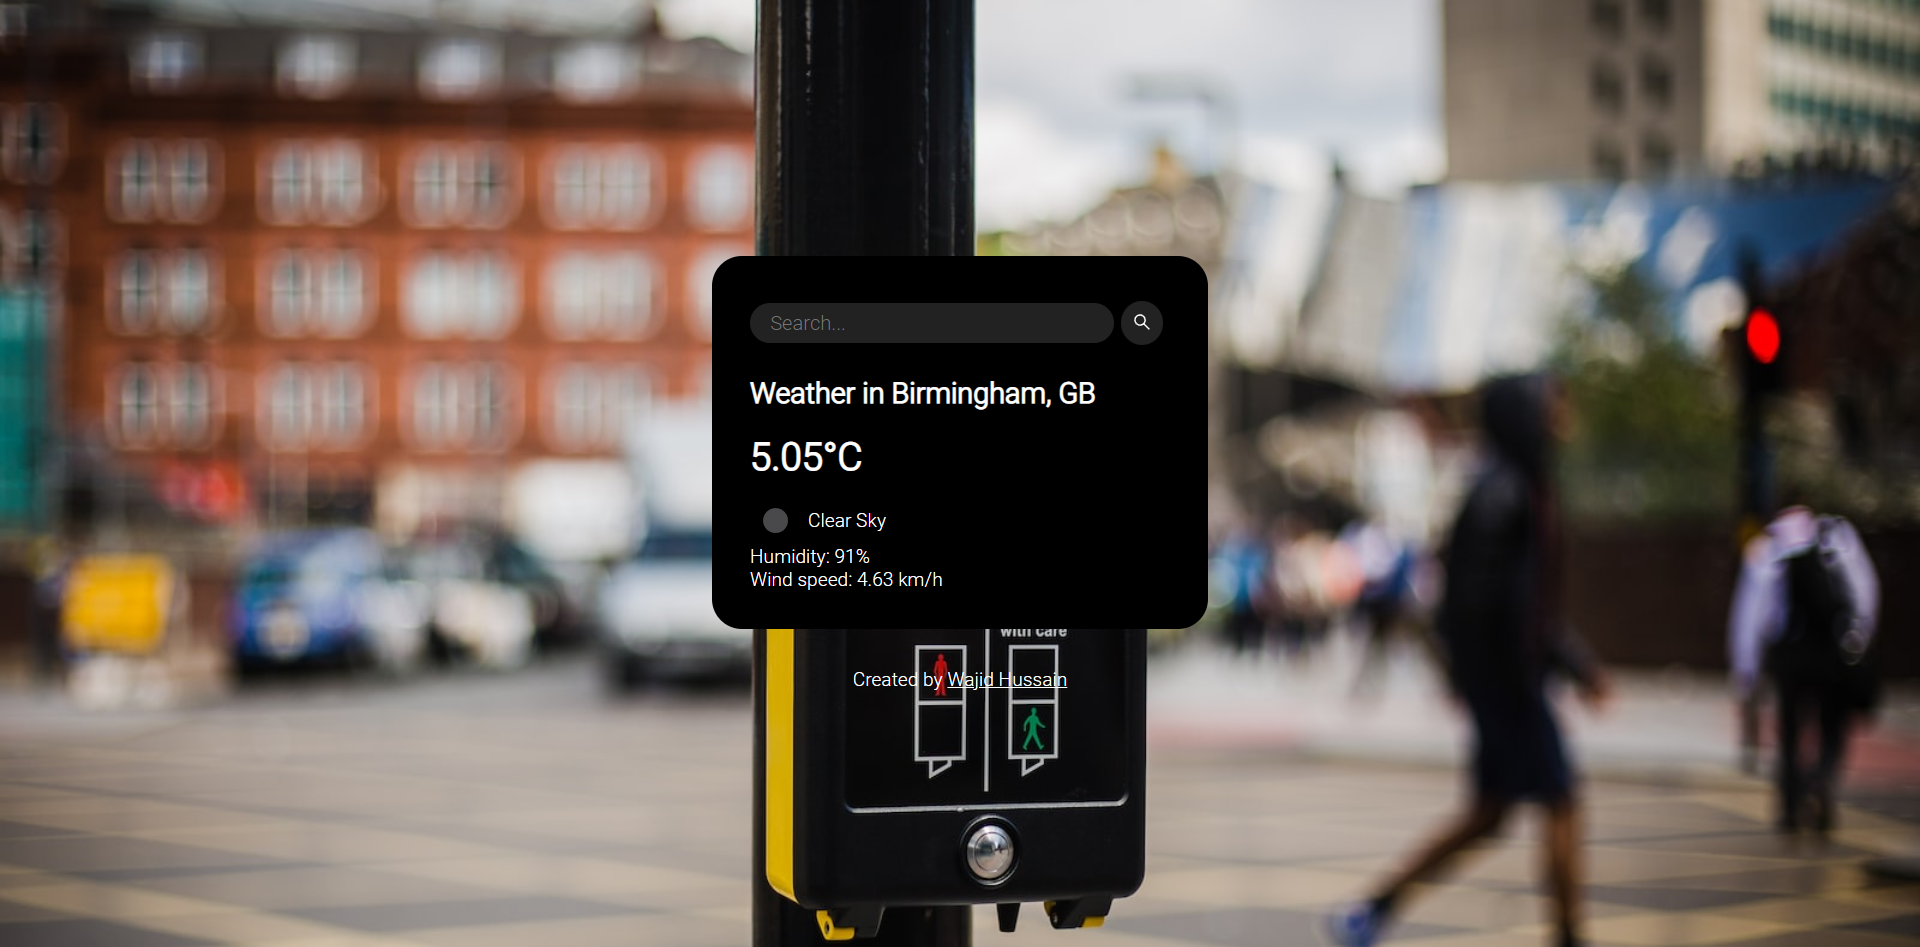 Search...
Weather in Birmingham, GB
5.05°C
Clear Sky
Humidity: 91%
Wind speed: 4.63 km/h
with care
Created by Wajid Hussain